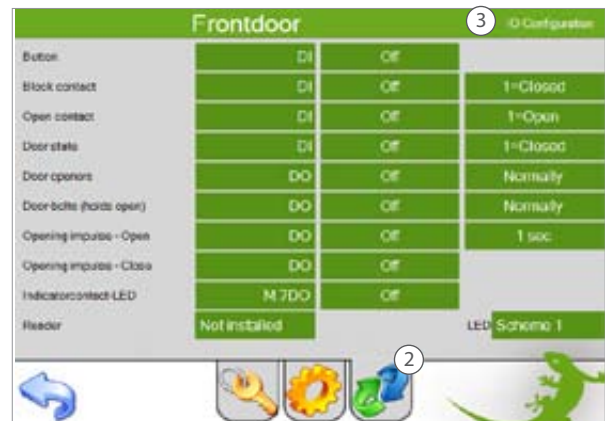 Frontdoor 3 IO Configuration
Button DI Off
Block contact DI Off 1=Closed
Open contact DI Off 1=Open
Door state DI Off 1=Closed
Door openers DO Off Normally
Door-bolts (holds open) DO Off Normally
Opening impulse - Open DO Off 1 sec
Opening impulse - Close DO Off
Indicatorcontact-LED M.7DO Off
Reader Not installed LED Scheme 1
2